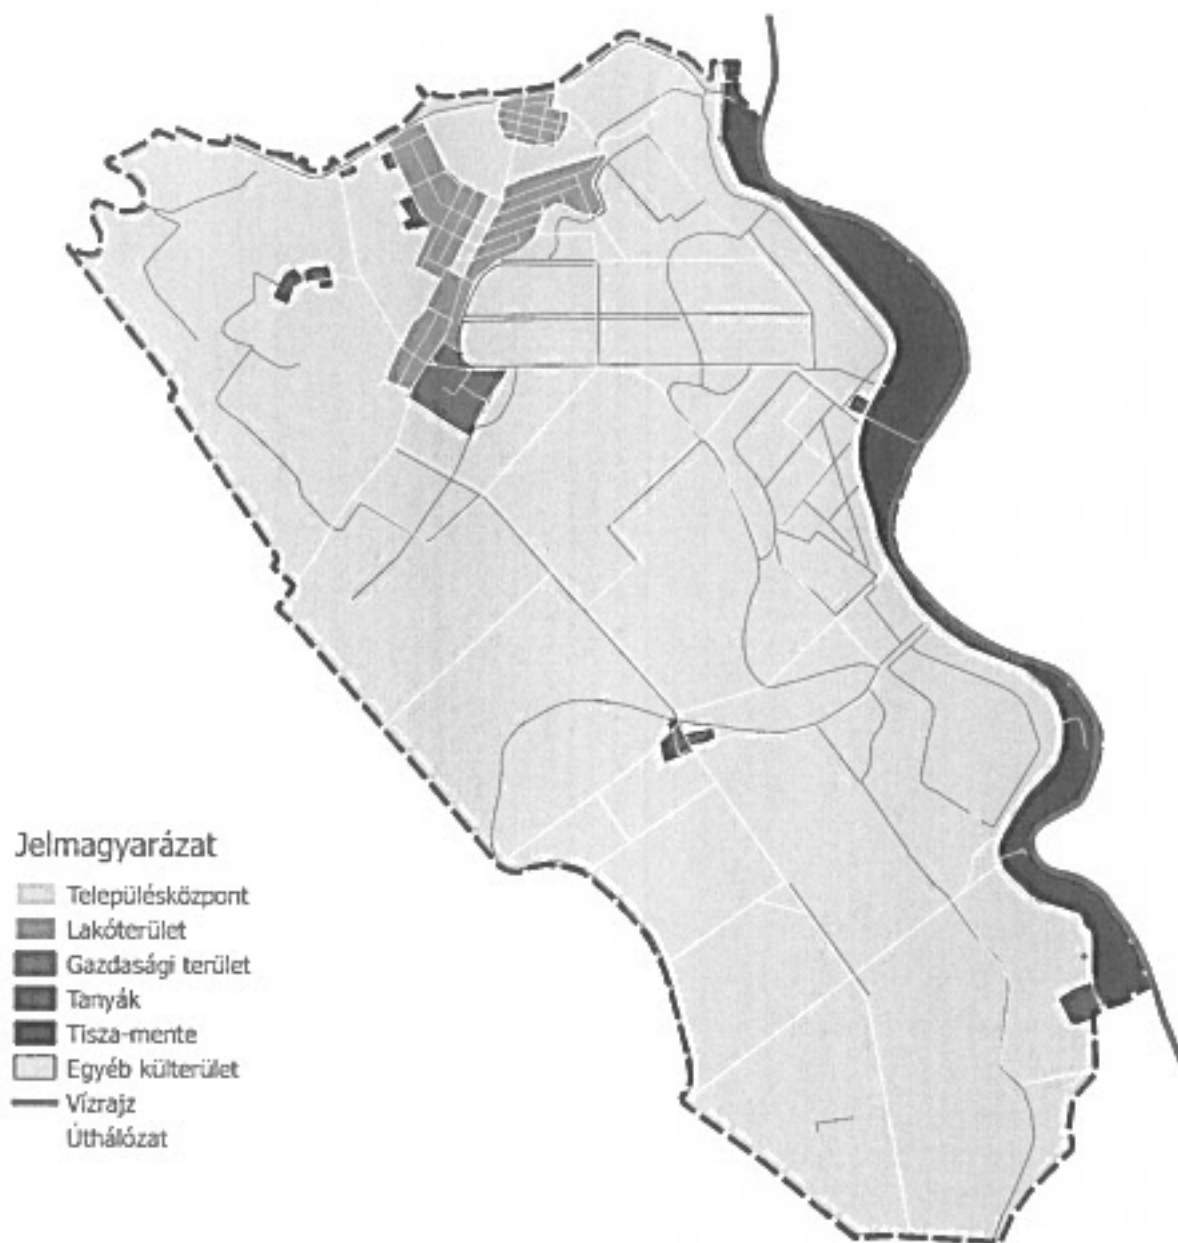 Jelmagyarázat
Településközpont
Lakóterület
Gazdasági terület
Tanyák
Tisza-mente
Egyéb külterület
Vízrajz
Úthálózat